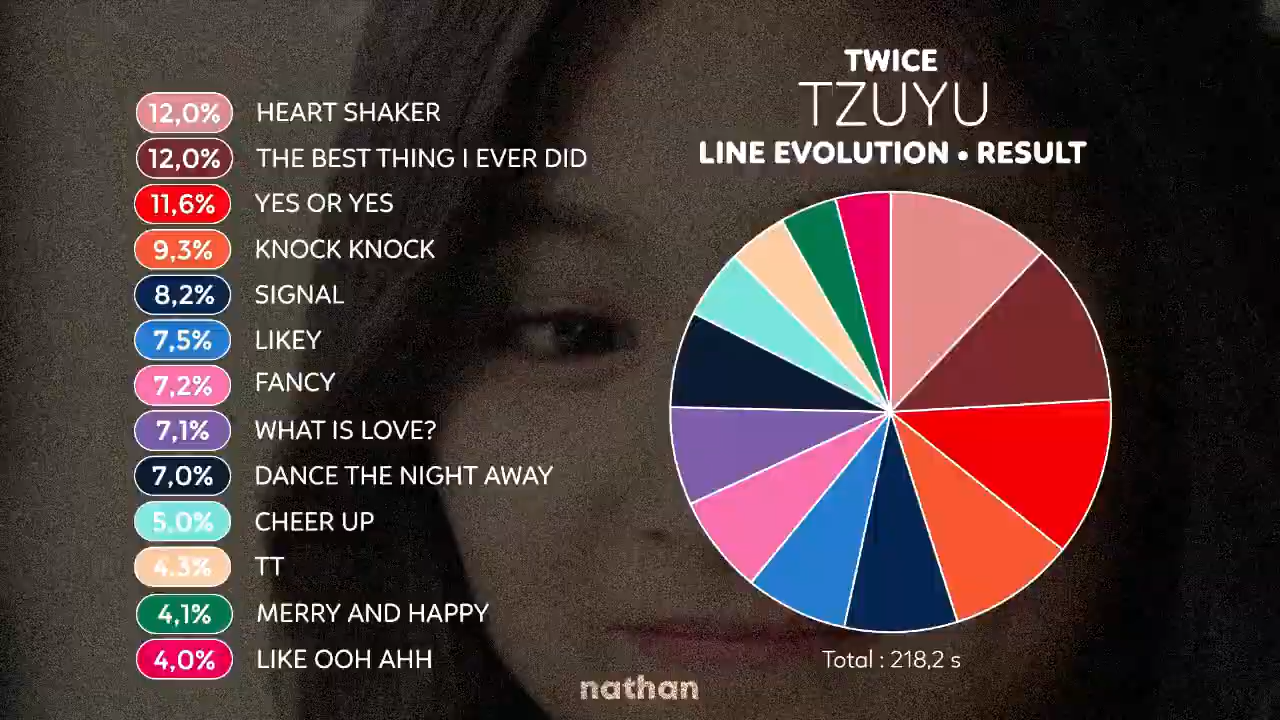 TWICE
TZUYU
LINE EVOLUTION • RESULT
12,0% HEART SHAKER
12,0% THE BEST THING I EVER DID
11,6% YES OR YES
9,3% KNOCK KNOCK
8,2% SIGNAL
7,5% LIKEY
7,2% FANCY
7,1% WHAT IS LOVE?
7,0% DANCE THE NIGHT AWAY
5,0% CHEER UP
4,3% TT
4,1% MERRY AND HAPPY
4,0% LIKE OOH AHH
Total : 218,2 s
nathan